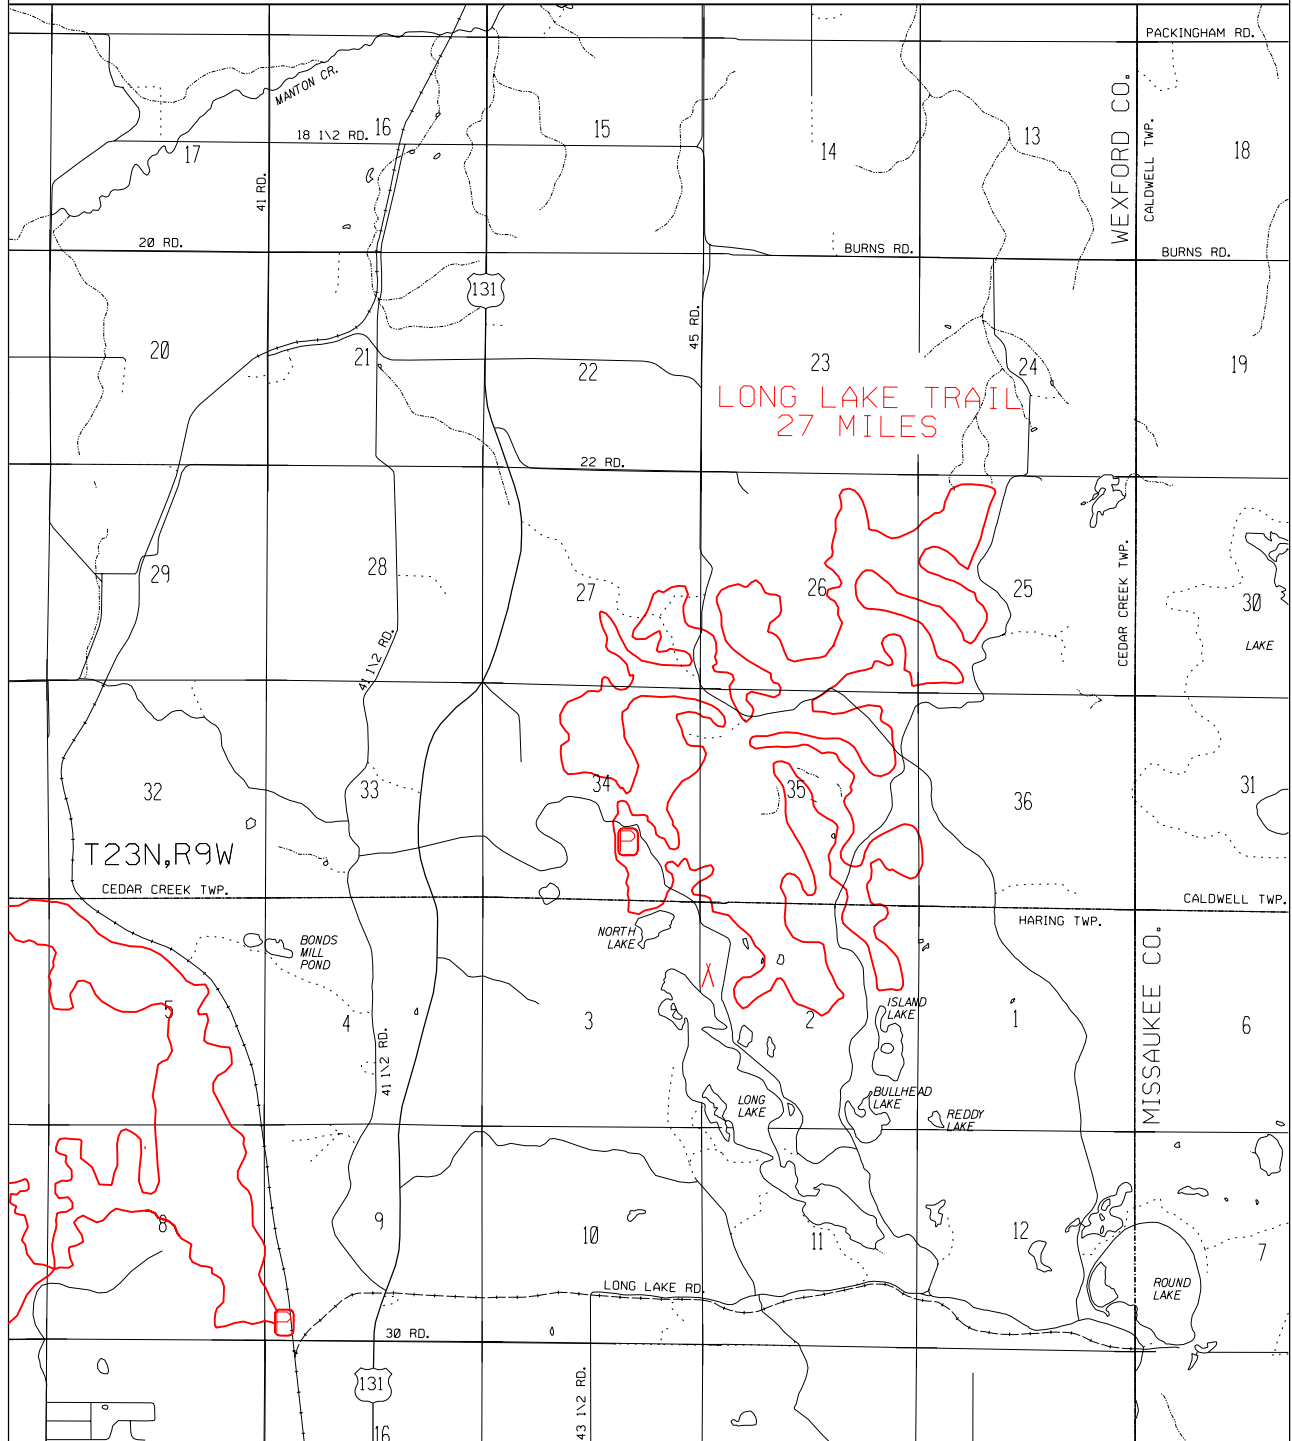 PACKINGHAM RD.
MANTON CR.
WEXFORD CO.
CALDWELL TWP.
18 1\2 RD.
16
15
14
13
18
17
41 RD.
20 RD.
BURNS RD.
BURNS RD.
131
45 RD.
20
21
22
23
24
19
LONG LAKE TRAIL
27 MILES
22 RD.
29
28
27
26
25
30
CEDAR CREEK TWP.
LAKE
41 1\2 RD.
32
33
34
35
36
31
P
T23N,R9W
CEDAR CREEK TWP.
CALDWELL TWP.
HARING TWP.
NORTH
LAKE
BONDS
MILL
POND
MISSAUKEE CO.
5
4
3
2
1
6
ISLAND
LAKE
41 1\2 RD.
LONG
LAKE
BULLHEAD
LAKE
REDDY
LAKE
8
9
10
11
12
7
ROUND
LAKE
LONG LAKE RD.
P
30 RD.
131
43 1\2 RD.
16